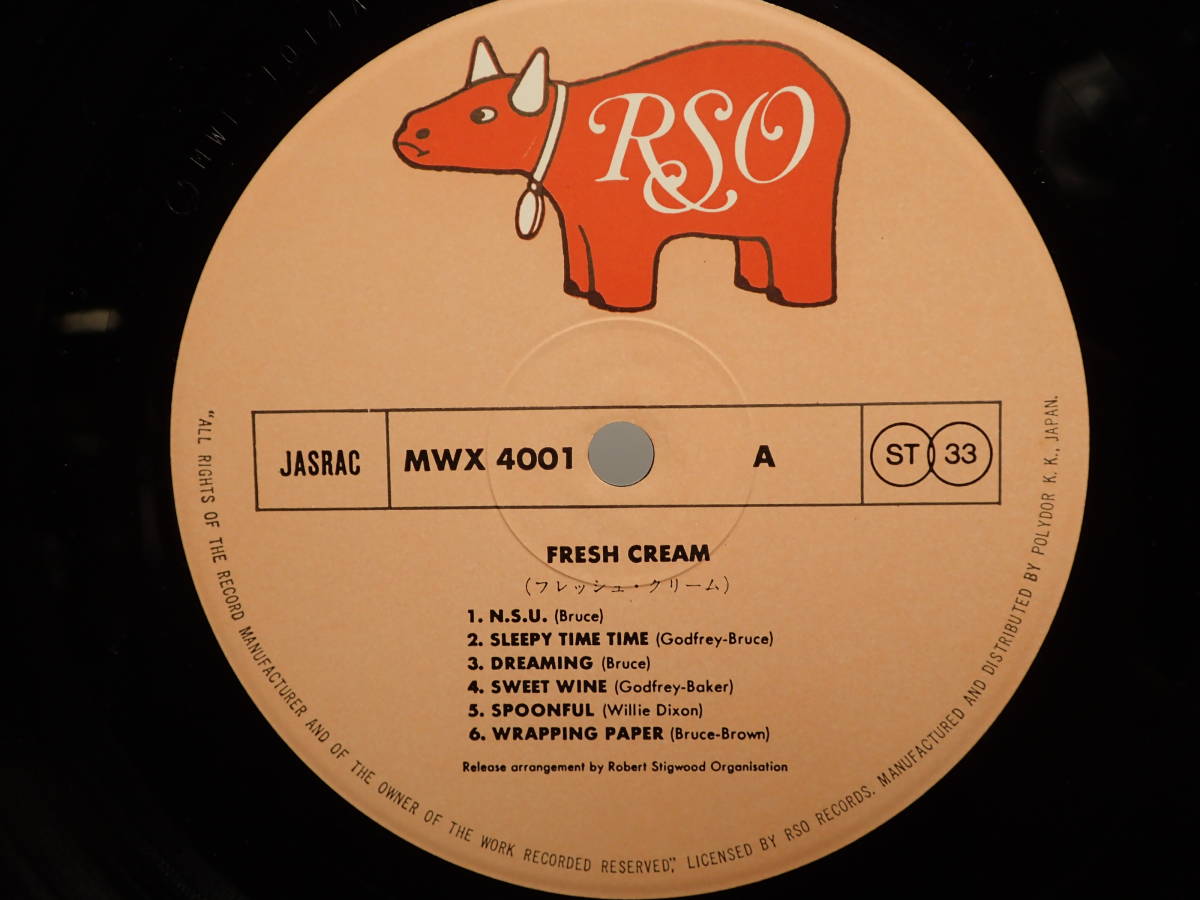 RSO
JASRAC
MWX 4001
A
ST 33
FRESH CREAM
(フレッシュ・クリーム)
1. N.S.U. (Bruce)
2. SLEEPY TIME TIME (Godfrey-Bruce)
3. DREAMING (Bruce)
4. SWEET WINE (Godfrey-Baker)
5. SPOONFUL (Willie Dixon)
6. WRAPPING PAPER (Bruce-Brown)
Release arrangement by Robert Stigwood Organisation
"ALL RIGHTS OF THE RECORD MANUFACTURER AND OF THE OWNER OF THE WORK RECORDED RESERVED," LICENSED BY RSO RECORDS. MANUFACTURED AND DISTRIBUTED BY POLYDOR K. K., JAPAN.